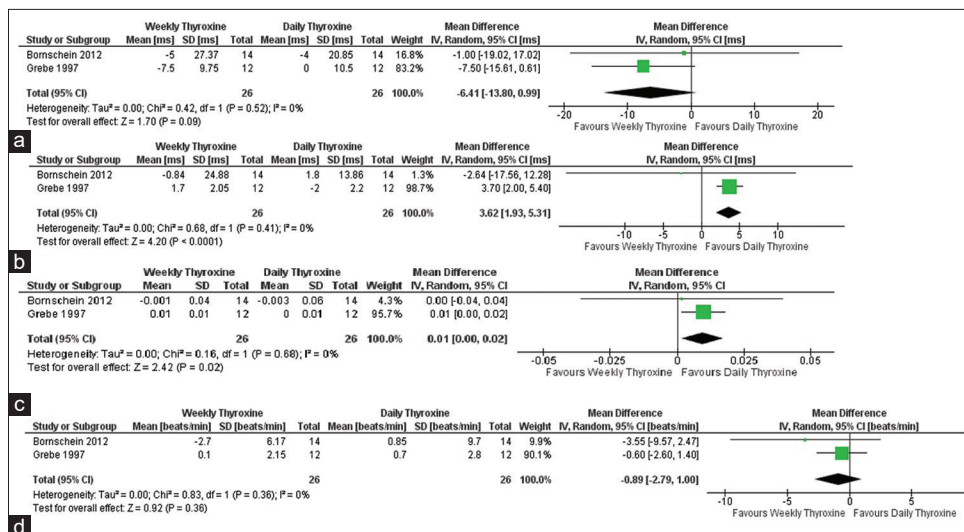 Weekly Thyroxine Daily Thyroxine Mean Difference Mean Difference
Study or Subgroup Mean [ms] SD [ms] Total Mean [ms] SD [ms] Total Weight IV, Random, 95% CI [ms] IV, Random, 95% CI [ms]
Bornschein 2012 -5 27.37 14 -4 20.85 14 16.8% -1.00 [-19.02, 17.02]
Grebe 1997 -7.5 9.75 12 0 10.5 12 83.2% -7.50 [-15.61, 0.61]
Total (95% CI) 26 26 100.0% -6.41 [-13.80, 0.99]
Heterogeneity: Tau² = 0.00; Chi² = 0.42, df = 1 (P = 0.52); I² = 0%
Test for overall effect: Z = 1.70 (P = 0.09)
-20 -10 0 10 20
Favours Weekly Thyroxine Favours Daily Thyroxine
a
Weekly Thyroxine Daily Thyroxine Mean Difference Mean Difference
Study or Subgroup Mean [ms] SD [ms] Total Mean [ms] SD [ms] Total Weight IV, Random, 95% CI [ms] IV, Random, 95% CI [ms]
Bornschein 2012 -0.84 24.88 14 1.8 13.86 14 1.3% -2.64 [-17.56, 12.28]
Grebe 1997 1.7 2.05 12 -2 2.2 12 98.7% 3.70 [2.00, 5.40]
Total (95% CI) 26 26 100.0% 3.62 [1.93, 5.31]
Heterogeneity: Tau² = 0.00; Chi² = 0.68, df = 1 (P = 0.41); I² = 0%
Test for overall effect: Z = 4.20 (P < 0.0001)
-10 -5 0 5 10
Favours Weekly Thyroxine Favours Daily Thyroxine
b
Weekly Thyroxine Daily Thyroxine Mean Difference Mean Difference
Study or Subgroup Mean SD Total Mean SD Total Weight IV, Random, 95% CI IV, Random, 95% CI
Bornschein 2012 -0.001 0.04 14 -0.003 0.06 14 4.3% 0.00 [-0.04, 0.04]
Grebe 1997 0.01 0.01 12 0 0.01 12 95.7% 0.01 [0.00, 0.02]
Total (95% CI) 26 26 100.0% 0.01 [0.00, 0.02]
Heterogeneity: Tau² = 0.00; Chi² = 0.16, df = 1 (P = 0.68); I² = 0%
Test for overall effect: Z = 2.42 (P = 0.02)
-0.05 -0.025 0 0.025 0.05
Favours Weekly Thyroxine Favours Daily Thyroxine
c
Weekly Thyroxine Daily Thyroxine Mean Difference Mean Difference
Study or Subgroup Mean [beats/min] SD [beats/min] Total Mean [beats/min] SD [beats/min] Total Weight IV, Random, 95% CI [beats/min] IV, Random, 95% CI [beats/min]
Bornschein 2012 -2.7 6.17 14 0.85 9.7 14 9.9% -3.55 [-9.57, 2.47]
Grebe 1997 0.1 2.15 12 0.7 2.8 12 90.1% -0.60 [-2.60, 1.40]
Total (95% CI) 26 26 100.0% -0.89 [-2.79, 1.00]
Heterogeneity: Tau² = 0.00; Chi² = 0.83, df = 1 (P = 0.36); I² = 0%
Test for overall effect: Z = 0.92 (P = 0.36)
-10 -5 0 5
Favours Weekly Thyroxine Favours Daily Thyroxine
d